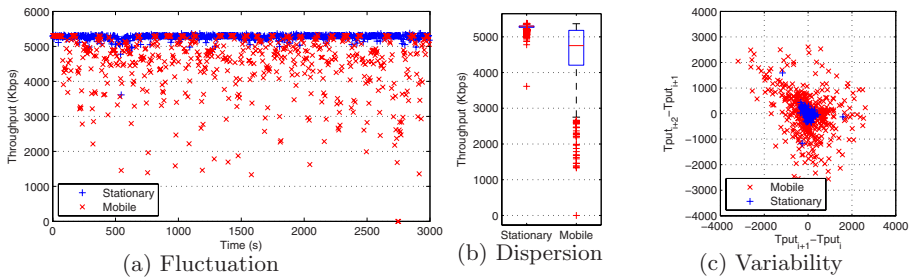 6000
5000
4000
3000
2000
1000
0
Throughput (Kbps)
Stationary
Mobile
0 500 1000 1500 2000 2500 3000
Time (s)
(a) Fluctuation
5000
4000
3000
2000
1000
0
Throughput (Kbps)
Stationary Mobile
(b) Dispersion
4000
3000
2000
1000
0
-1000
-2000
-3000
-4000
Tput_{i+2}−Tput_{i+1}
Mobile
Stationary
−4000 −2000 0 2000 4000
Tput_{i+1}−Tput_i
(c) Variability